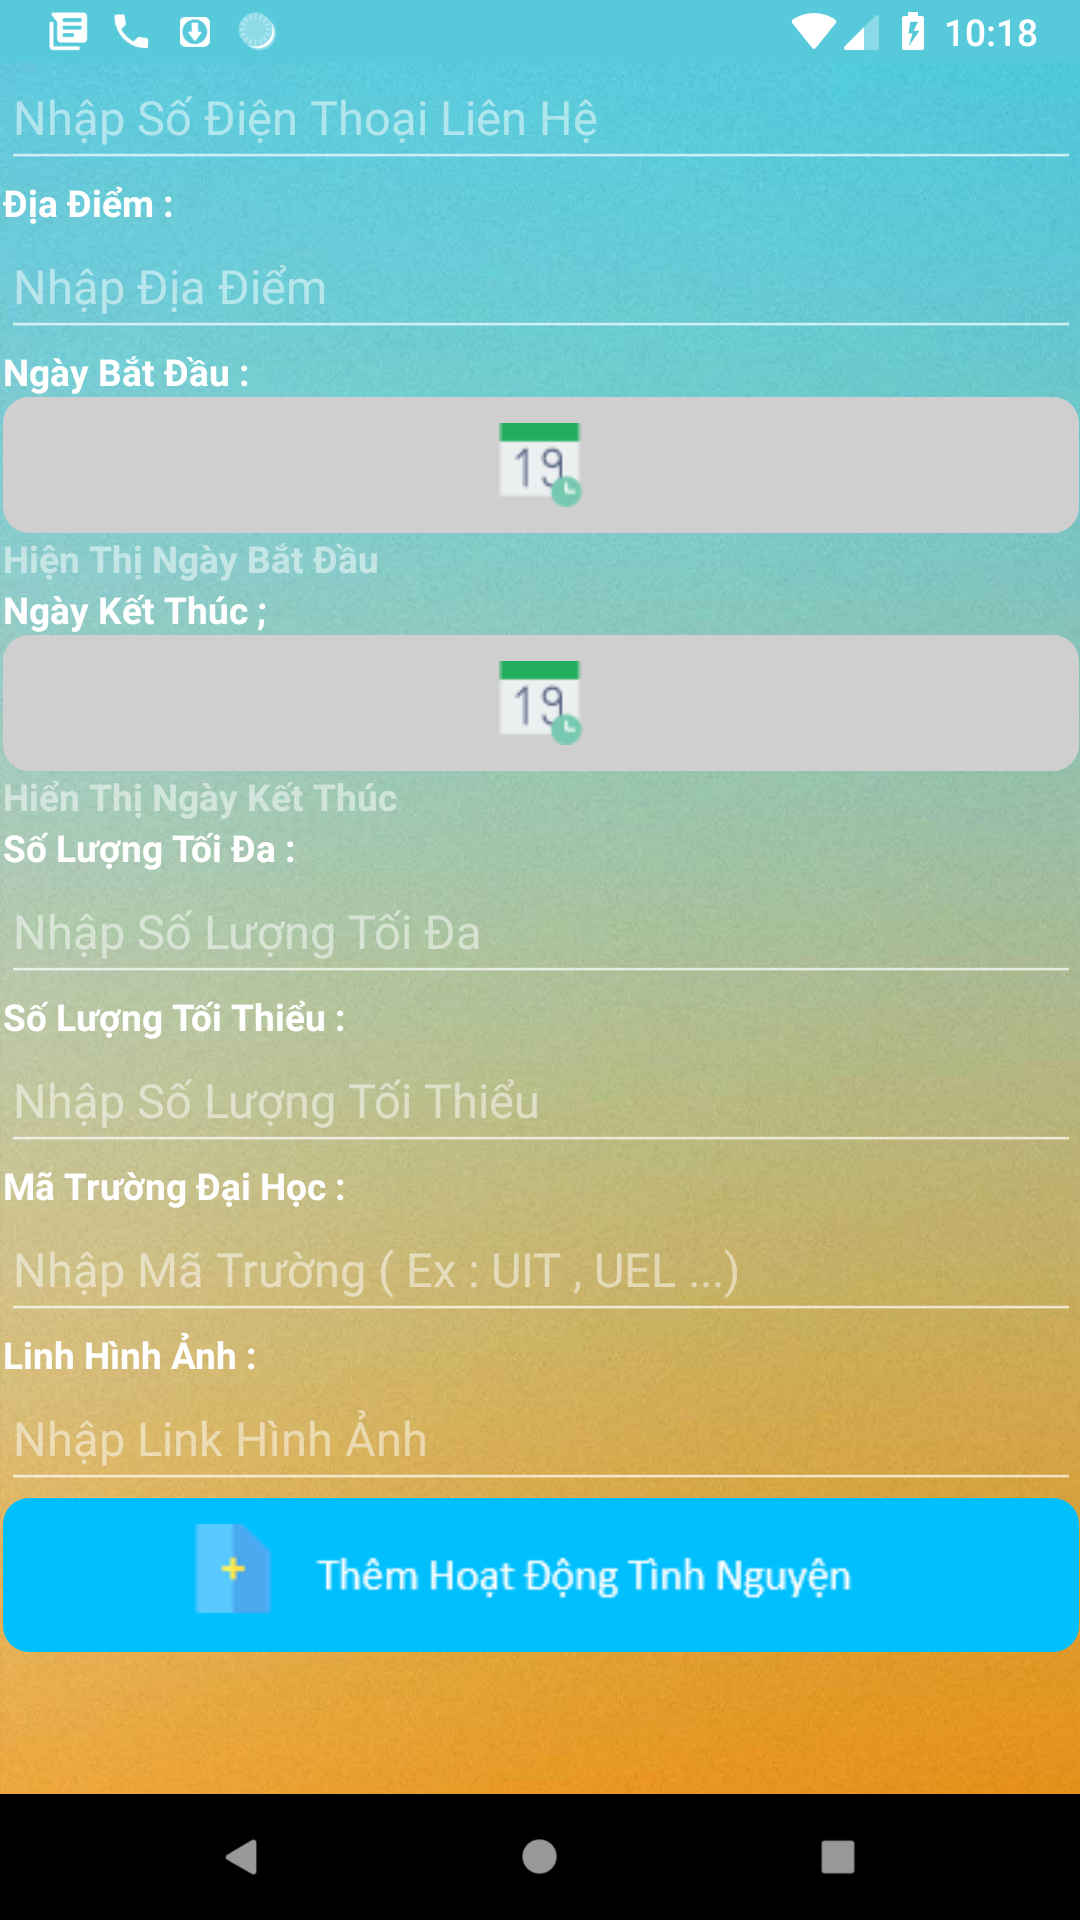 10:18
Nhập Số Điện Thoại Liên Hệ
Địa Điểm :
Nhập Địa Điểm
Ngày Bắt Đầu :
19
Hiện Thị Ngày Bắt Đầu
Ngày Kết Thúc ;
19
Hiển Thị Ngày Kết Thúc
Số Lượng Tối Đa :
Nhập Số Lượng Tối Đa
Số Lượng Tối Thiểu :
Nhập Số Lượng Tối Thiểu
Mã Trường Đại Học :
Nhập Mã Trường ( Ex : UIT , UEL ...)
Linh Hình Ảnh :
Nhập Link Hình Ảnh
Thêm Hoạt Động Tình Nguyện